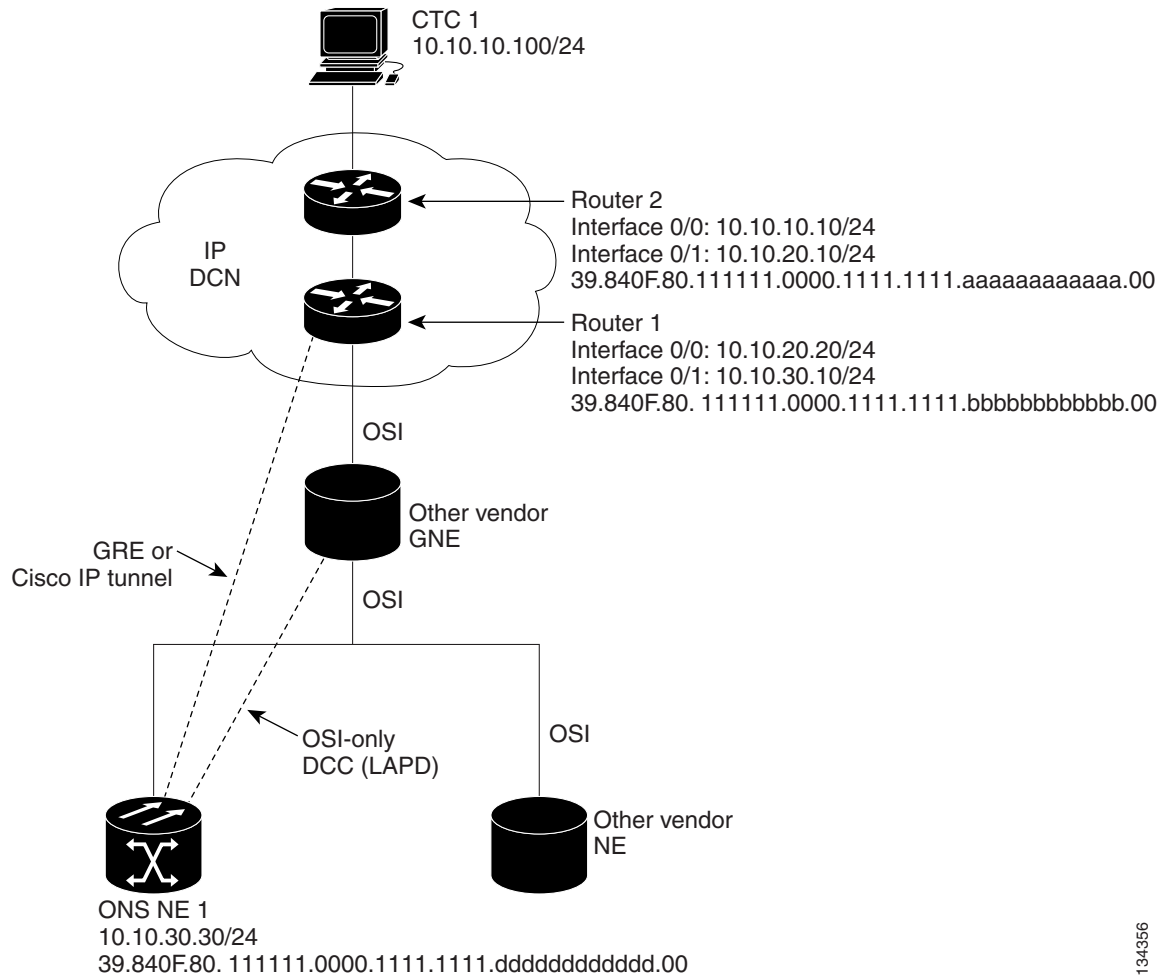 CTC 1
10.10.10.100/24
Router 2
Interface 0/0: 10.10.10.10/24
Interface 0/1: 10.10.20.10/24
39.840F.80.111111.0000.1111.1111.aaaaaaaaaaaa.00
IP
DCN
Router 1
Interface 0/0: 10.10.20.20/24
Interface 0/1: 10.10.30.10/24
39.840F.80. 111111.0000.1111.1111.bbbbbbbbbbbb.00
OSI
Other vendor
GNE
GRE or
Cisco IP tunnel
OSI
OSI-only
DCC (LAPD)
OSI
Other vendor
NE
ONS NE 1
10.10.30.30/24
39.840F.80. 111111.0000.1111.1111.dddddddddddd.00
134356